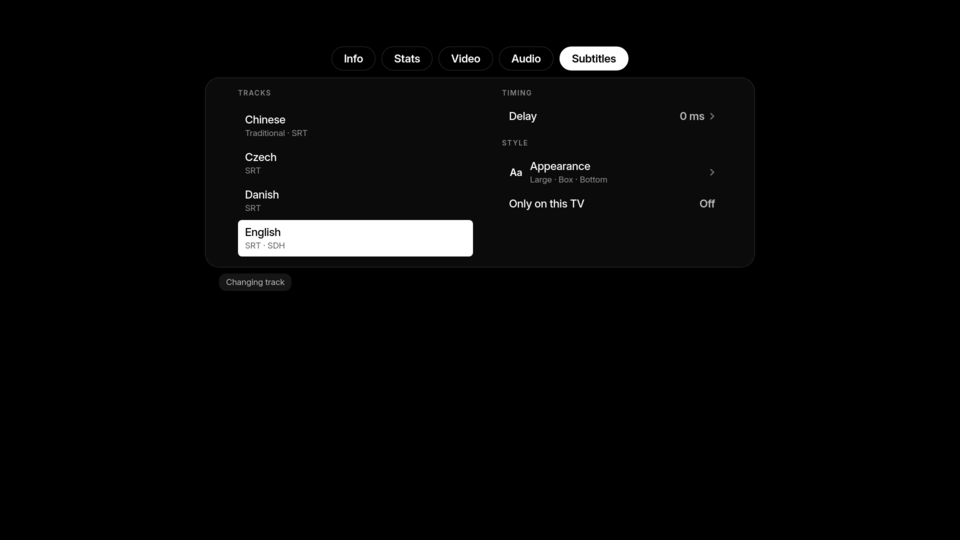 Info
Stats
Video
Audio
Subtitles
TRACKS
Chinese
Traditional · SRT
Czech
SRT
Danish
SRT
English
SRT · SDH
TIMING
Delay
0 ms
STYLE
Aa
Appearance
Large · Box · Bottom
Only on this TV
Off
Changing track